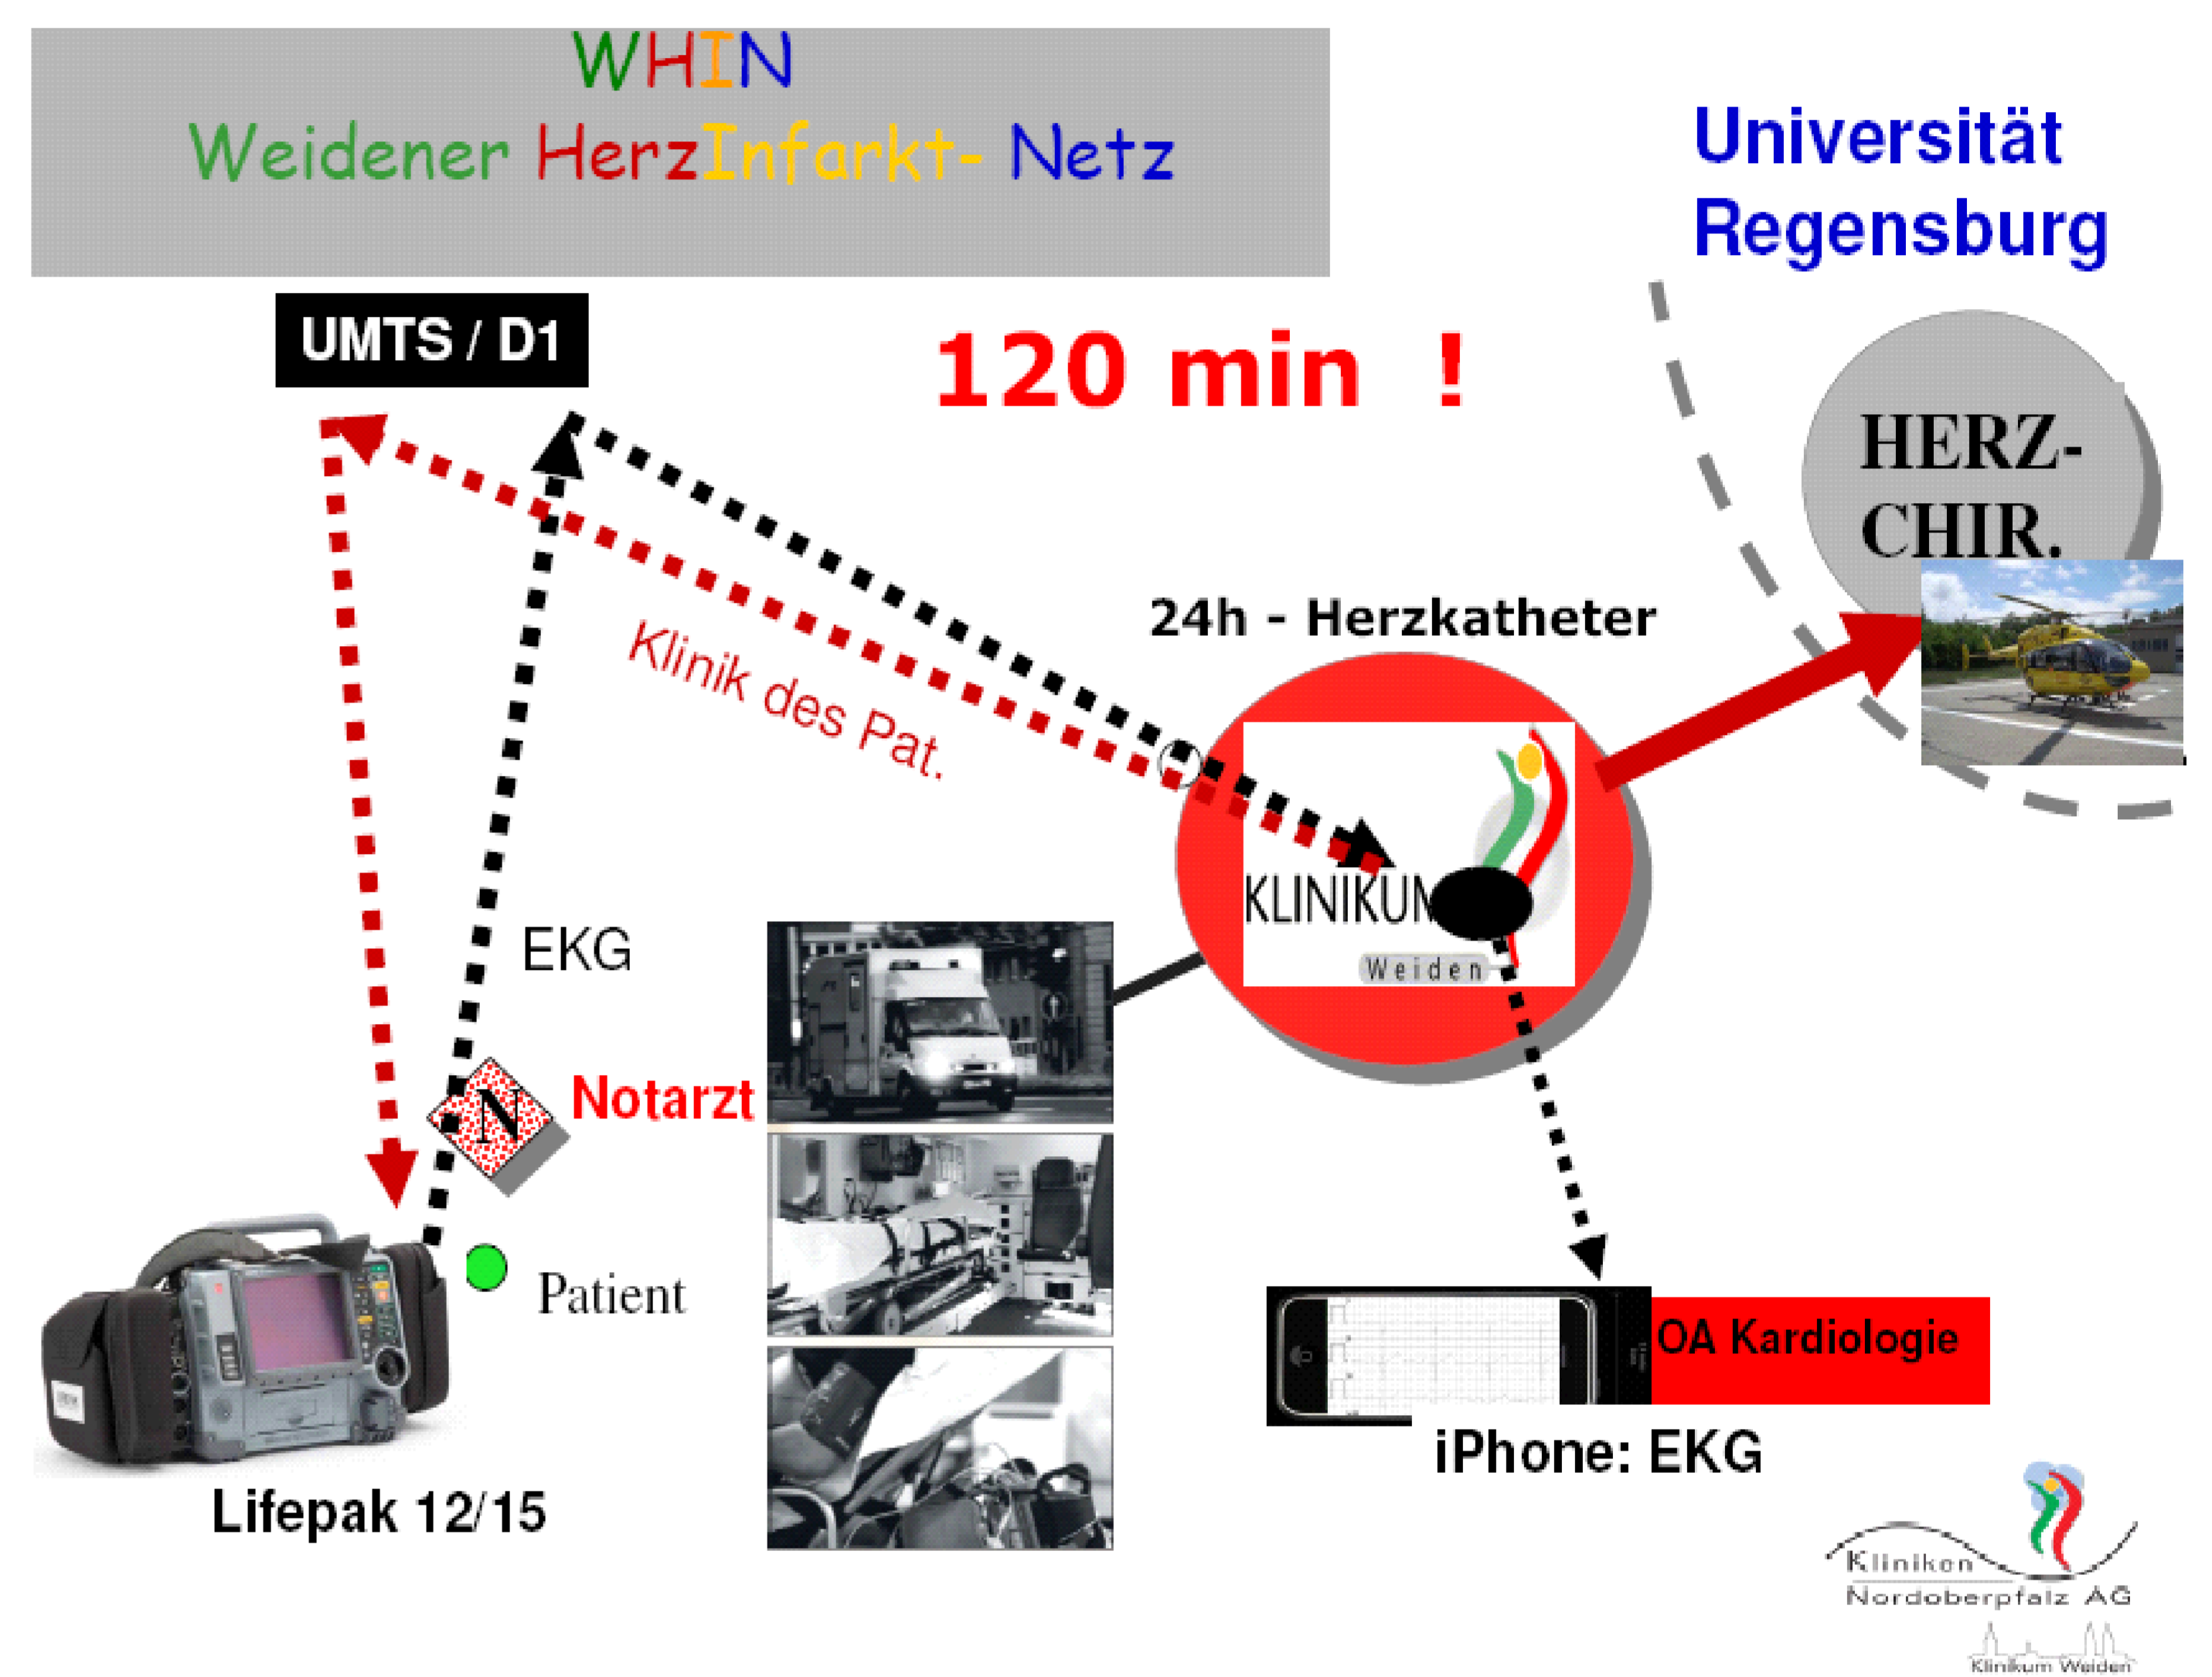 WHIN
Weidener HerzInfarkt- Netz
Universität
Regensburg
UMTS / D1
120 min !
HERZ-
CHIR.
24h - Herzkatheter
Klinik des Pat.
KLINIKUM
Weiden
EKG
N
Notarzt
Patient
OA Kardiologie
iPhone: EKG
Lifepak 12/15
Kliniken
Nordoberpfalz AG
Klinikum Weiden